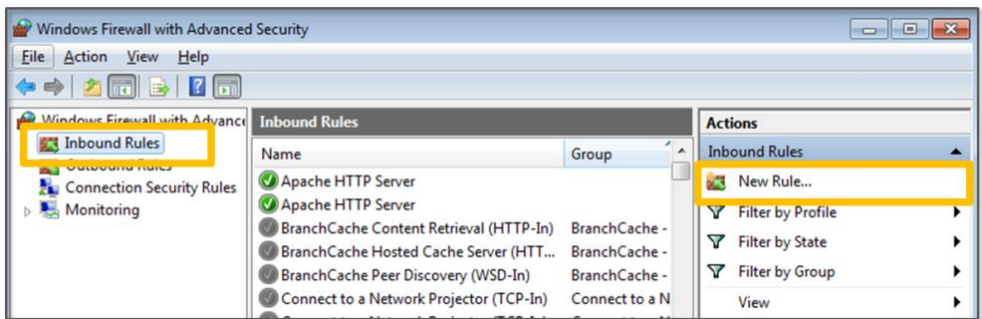 Windows Firewall with Advanced Security
File Action View Help
Windows Firewall with Advance
Inbound Rules
Outbound Rules
Connection Security Rules
Monitoring
Inbound Rules
Name Group
Apache HTTP Server
Apache HTTP Server
BranchCache Content Retrieval (HTTP-In) BranchCache -
BranchCache Hosted Cache Server (HTT... BranchCache -
BranchCache Peer Discovery (WSD-In) BranchCache -
Connect to a Network Projector (TCP-In) Connect to a N
Actions
Inbound Rules
New Rule...
Filter by Profile
Filter by State
Filter by Group
View